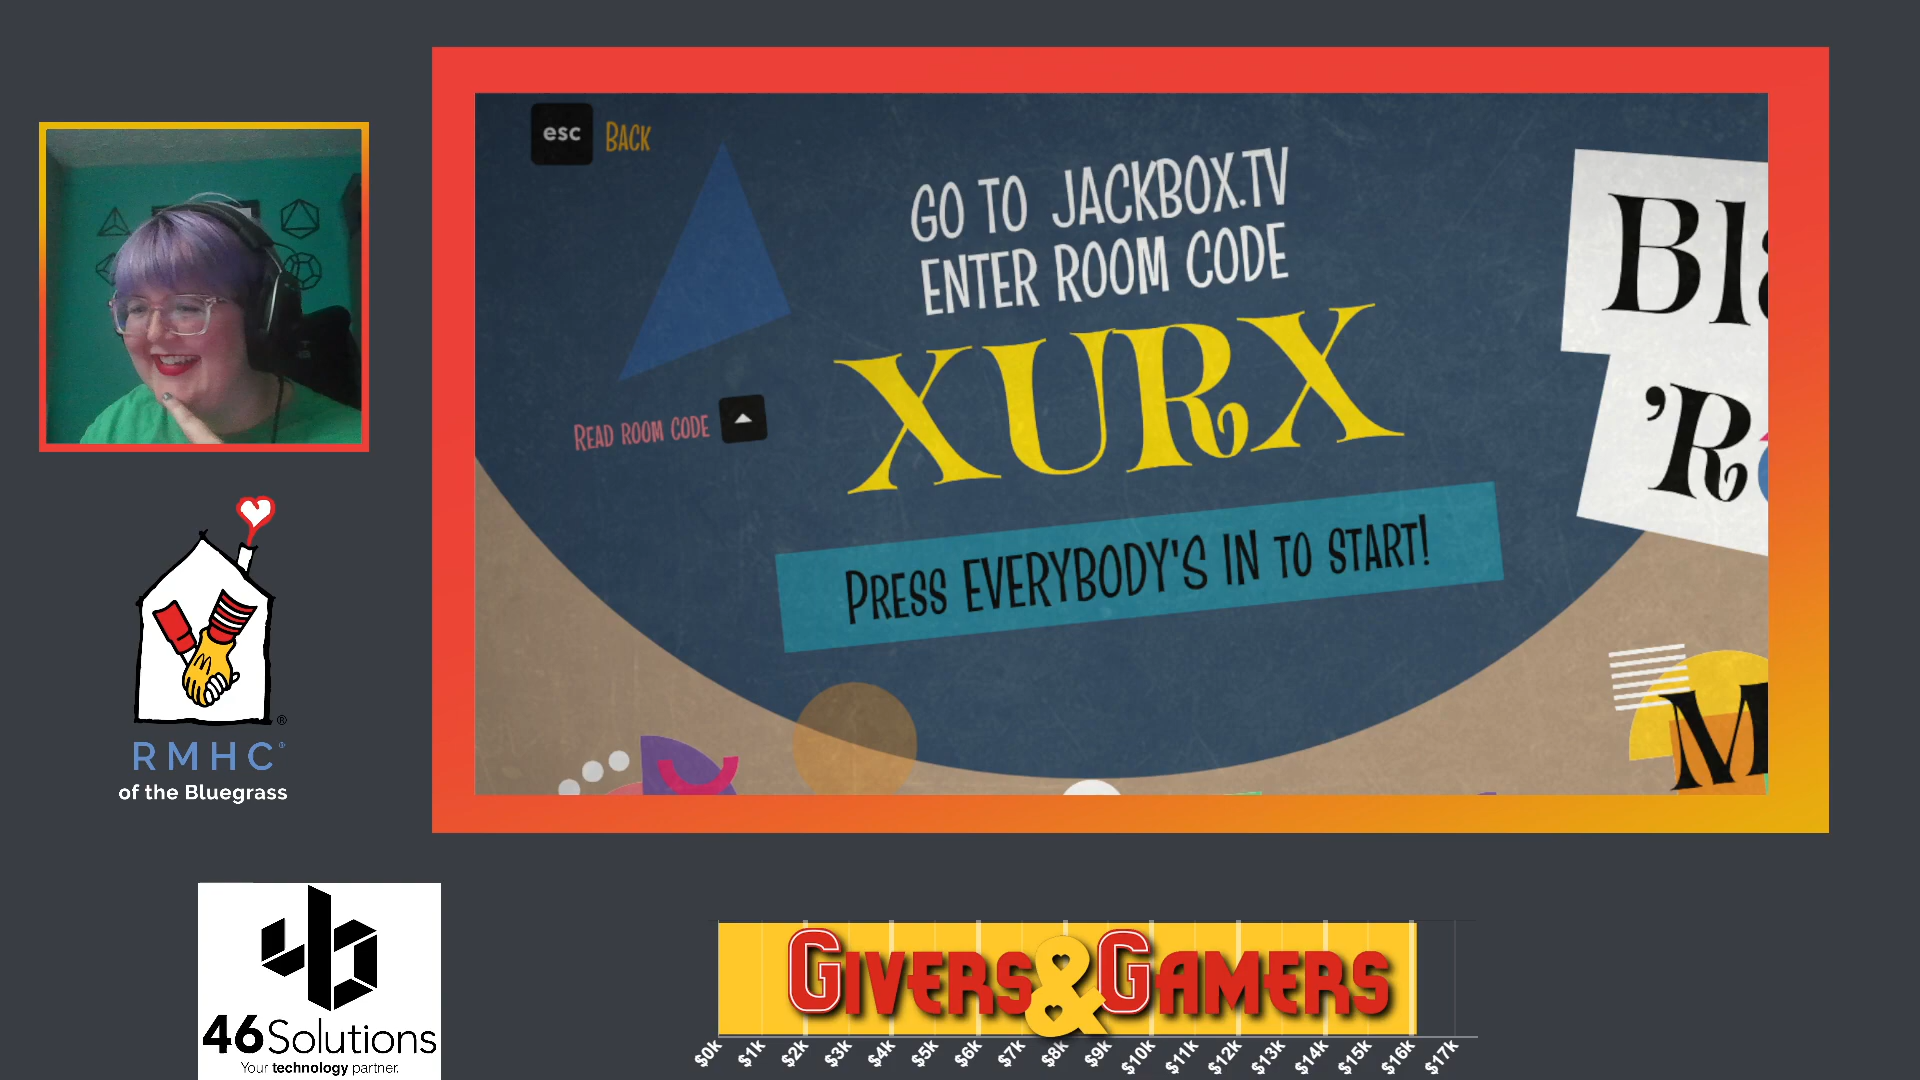 esc BACK
GO TO JACKBOX.TV
ENTER ROOM CODE
XURX
READ ROOM CODE
PRESS EVERYBODY'S IN TO START!
Bl
'R
M
RMHC®
of the Bluegrass
46Solutions
Your technology partner.
GIVERS&GAMERS
$0k $1k $2k $3k $4k $5k $6k $7k $8k $9k $10k $11k $12k $13k $14k $15k $16k $17k